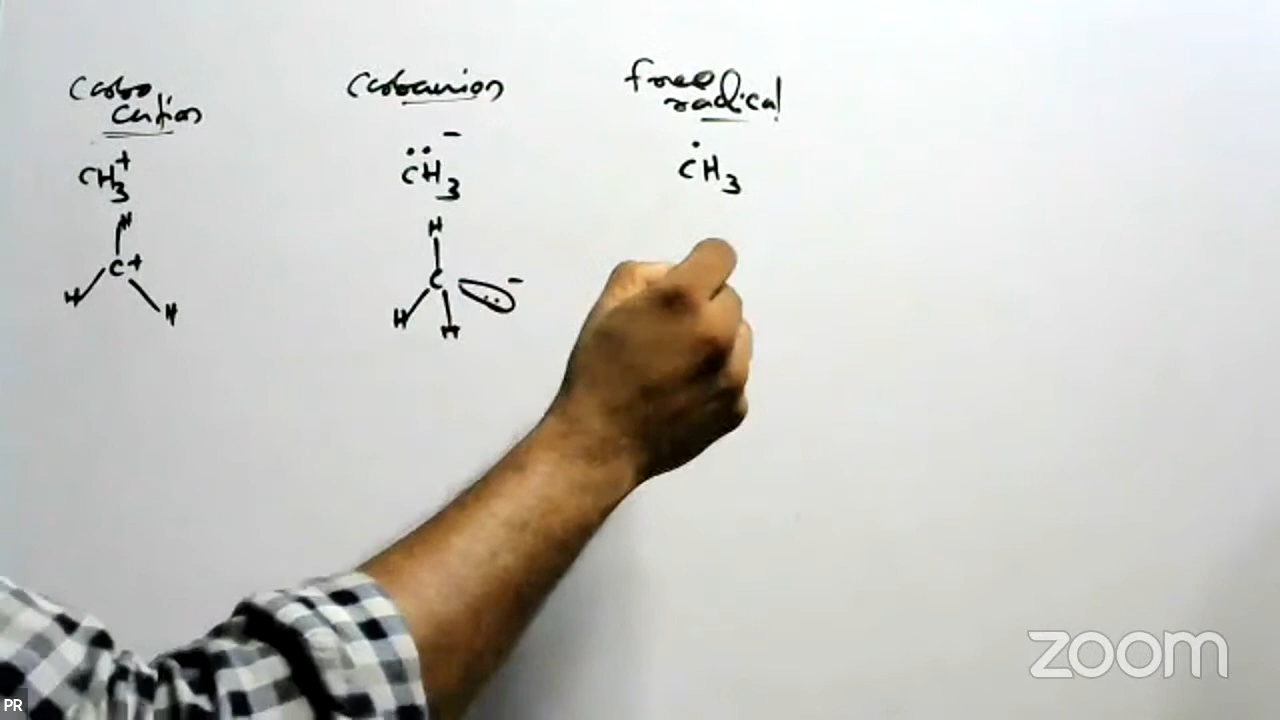 Carbo
cation
Carbanion
free
radical
CH₃⁺
C̈H₃⁻
ĊH₃
H
C+
H H
H
C ⁻
H H
zoom
PR